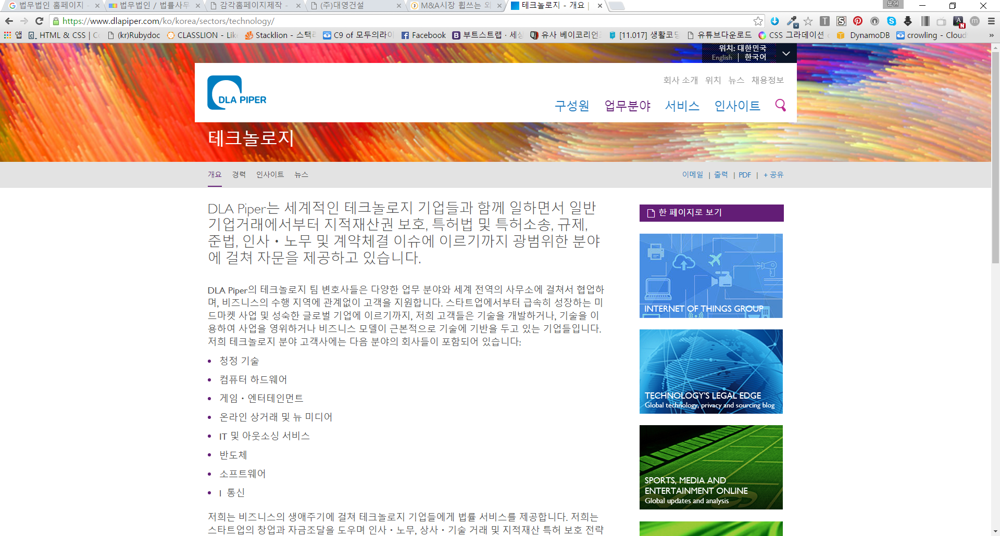 법무법인 홈페이지 -
법무법인 / 법률사무
감각홈페이지제작 -
(주)대영건설
M&A시장 휩쓰는 외
테크놀로지 - 개요 |
용현
https://www.dlapiper.com/ko/korea/sectors/technology/
앱
HTML & CSS | Co
(kr)Rubydoc
CLASSLION - Lik
Stacklion - 스택
C9 of 모두의라이
Facebook
부트스트랩 · 세상
유사 베이코리언
[11.017] 생활코딩
유튜브다운로드
CSS 그라데이션
DynamoDB
crowling - Cloud
»
위치: 대한민국
English | 한국어
회사 소개 위치 뉴스 채용정보
DLA PIPER
구성원 업무분야 서비스 인사이트
테크놀로지
개요 경력 인사이트 뉴스
이메일 | 출력 | PDF | + 공유
DLA Piper는 세계적인 테크놀로지 기업들과 함께 일하면서 일반
기업거래에서부터 지적재산권 보호, 특허법 및 특허소송, 규제,
준법, 인사・노무 및 계약체결 이슈에 이르기까지 광범위한 분야
에 걸쳐 자문을 제공하고 있습니다.
DLA Piper의 테크놀로지 팀 변호사들은 다양한 업무 분야와 세계 전역의 사무소에 걸쳐서 협업하
며, 비즈니스의 수행 지역에 관계없이 고객을 지원합니다. 스타트업에서부터 급속히 성장하는 미
드마켓 사업 및 성숙한 글로벌 기업에 이르기까지, 저희 고객들은 기술을 개발하거나, 기술을 이
용하여 사업을 영위하거나 비즈니스 모델이 근본적으로 기술에 기반을 두고 있는 기업들입니다.
저희 테크놀로지 분야 고객사에는 다음 분야의 회사들이 포함되어 있습니다:
• 청정 기술
• 컴퓨터 하드웨어
• 게임・엔터테인먼트
• 온라인 상거래 및 뉴 미디어
• IT 및 아웃소싱 서비스
• 반도체
• 소프트웨어
• I 통신
저희는 비즈니스의 생애주기에 걸쳐 테크놀로지 기업들에게 법률 서비스를 제공합니다. 저희는
스타트업의 창업과 자금조달을 도우며 인사・노무, 상사・기술 거래 및 지적재산 특허 보호 전략
한 페이지로 보기
INTERNET OF THINGS GROUP
TECHNOLOGY'S LEGAL EDGE
Global technology, privacy and sourcing blog
SPORTS, MEDIA AND
ENTERTAINMENT ONLINE
Global updates and analysis